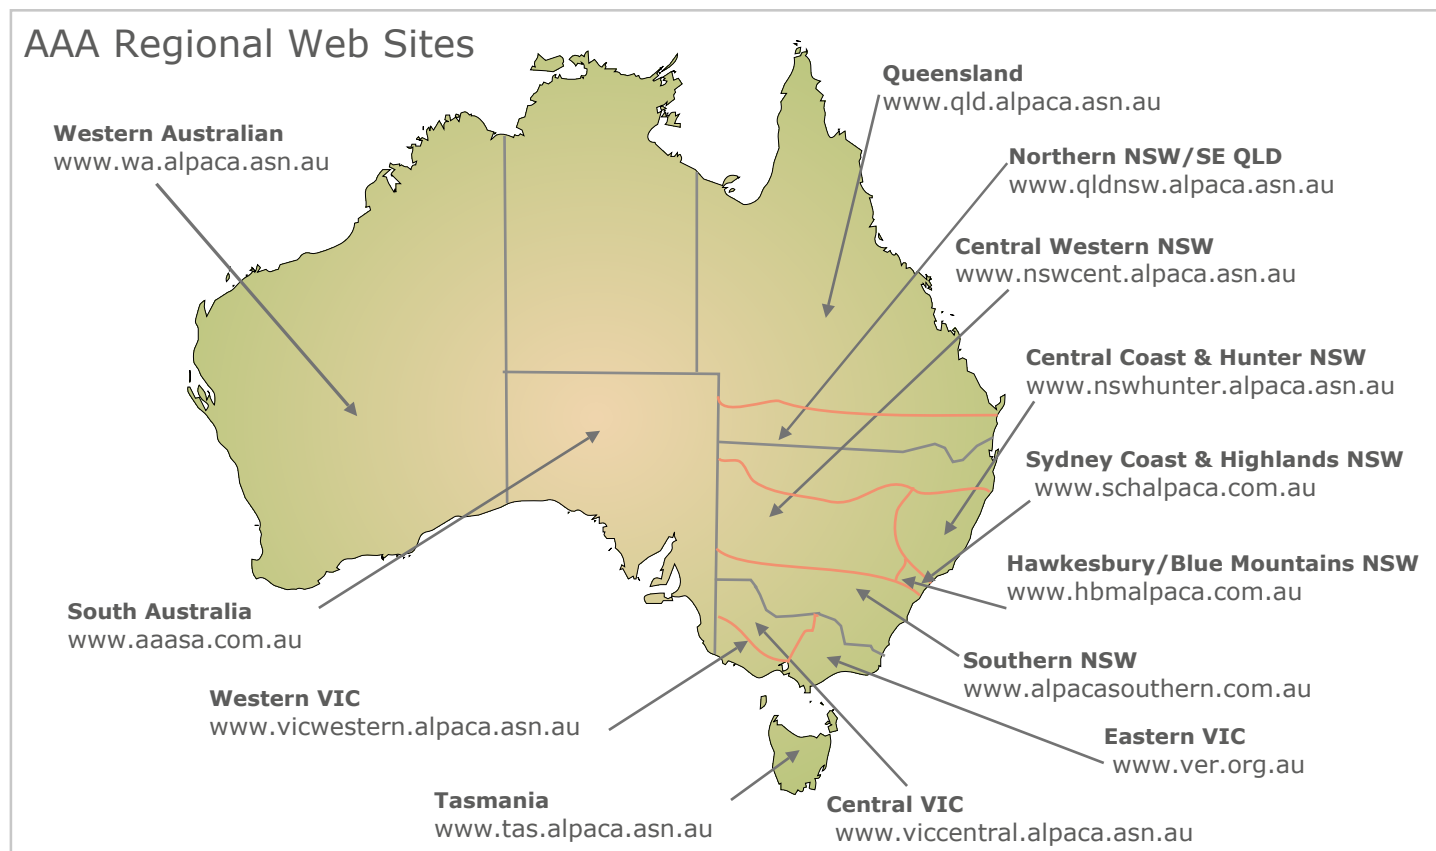 AAA Regional Web Sites
Queensland
www.qld.alpaca.asn.au
Western Australian
www.wa.alpaca.asn.au
Northern NSW/SE QLD
www.qldnsw.alpaca.asn.au
Central Western NSW
www.nswcent.alpaca.asn.au
Central Coast & Hunter NSW
www.nswhunter.alpaca.asn.au
Sydney Coast & Highlands NSW
www.schalpaca.com.au
Hawkesbury/Blue Mountains NSW
www.hbmalpaca.com.au
South Australia
www.aaasa.com.au
Southern NSW
www.alpacasouthern.com.au
Western VIC
www.vicwestern.alpaca.asn.au
Eastern VIC
www.ver.org.au
Tasmania
www.tas.alpaca.asn.au
Central VIC
www.viccentral.alpaca.asn.au